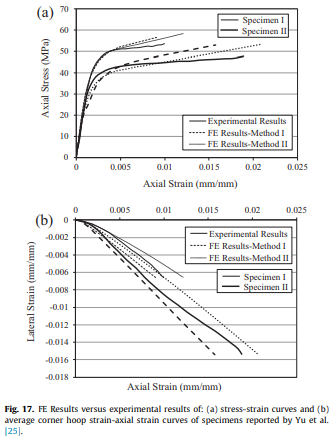 (a)
70
60
50
40
30
20
10
0
Axial Stress (MPa)
Specimen I
Specimen II
Experimental Results
FE Results-Method I
FE Results-Method II
0 0.005 0.01 0.015 0.02 0.025
Axial Strain (mm/mm)
(b)
0 0.005 0.01 0.015 0.02 0.025
0
-0.002
-0.004
-0.006
-0.008
-0.01
-0.012
-0.014
-0.016
-0.018
Lateral Strain (mm/mm)
Experimental Results
FE Results-Method I
FE Results-Method II
Specimen I
Specimen II
Axial Strain (mm/mm)
Fig. 17. FE Results versus experimental results of: (a) stress-strain curves and (b)
average corner hoop strain-axial strain curves of specimens reported by Yu et al.
[25].